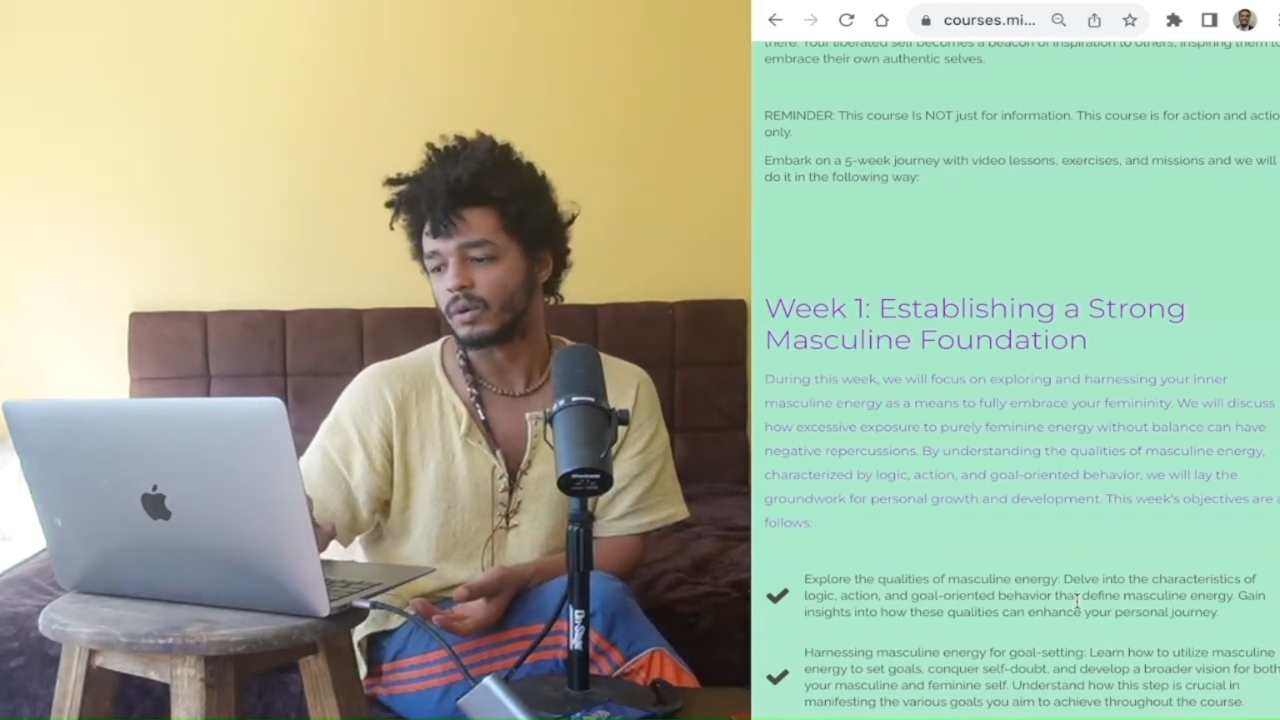 courses.mi...
there. Your liberated self becomes a beacon of inspiration to others, inspiring them to
embrace their own authentic selves.
REMINDER: This course Is NOT just for information. This course is for action and actio
only.
Embark on a 5-week journey with video lessons, exercises, and missions and we will
do it in the following way:
Week 1: Establishing a Strong
Masculine Foundation
During this week, we will focus on exploring and harnessing your inner
masculine energy as a means to fully embrace your femininity. We will discuss
how excessive exposure to purely feminine energy without balance can have
negative repercussions. By understanding the qualities of masculine energy,
characterized by logic, action, and goal-oriented behavior, we will lay the
groundwork for personal growth and development. This week's objectives are a
follows:
Explore the qualities of masculine energy: Delve into the characteristics of
logic, action, and goal-oriented behavior that define masculine energy. Gain
insights into how these qualities can enhance your personal journey.
Harnessing masculine energy for goal-setting: Learn how to utilize masculine
energy to set goals, conquer self-doubt, and develop a broader vision for both
your masculine and feminine self. Understand how this step is crucial in
manifesting the various goals you aim to achieve throughout the course.